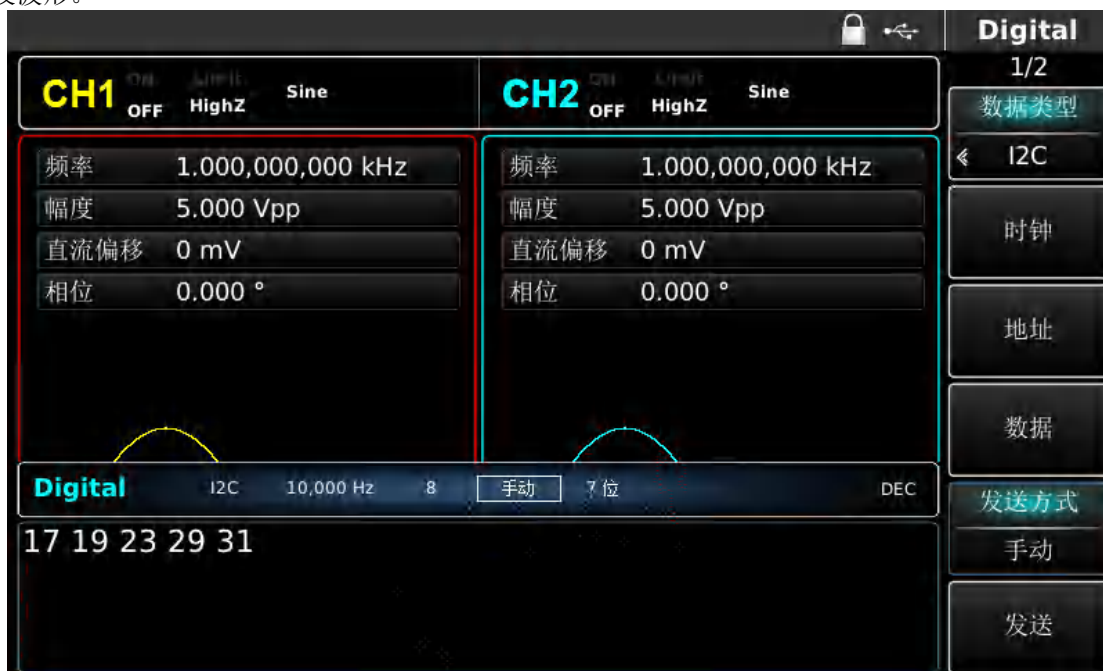 Digital
1/2
CH1 ON OFF Limit HighZ Sine
CH2 ON OFF Limit HighZ Sine
频率 1.000,000,000 kHz
幅度 5.000 Vpp
直流偏移 0 mV
相位 0.000 °
频率 1.000,000,000 kHz
幅度 5.000 Vpp
直流偏移 0 mV
相位 0.000 °
Digital I2C 10,000 Hz 8 手动 7 位 DEC
17 19 23 29 31
数据类型
I2C
时钟
地址
数据
发送方式
手动
发送